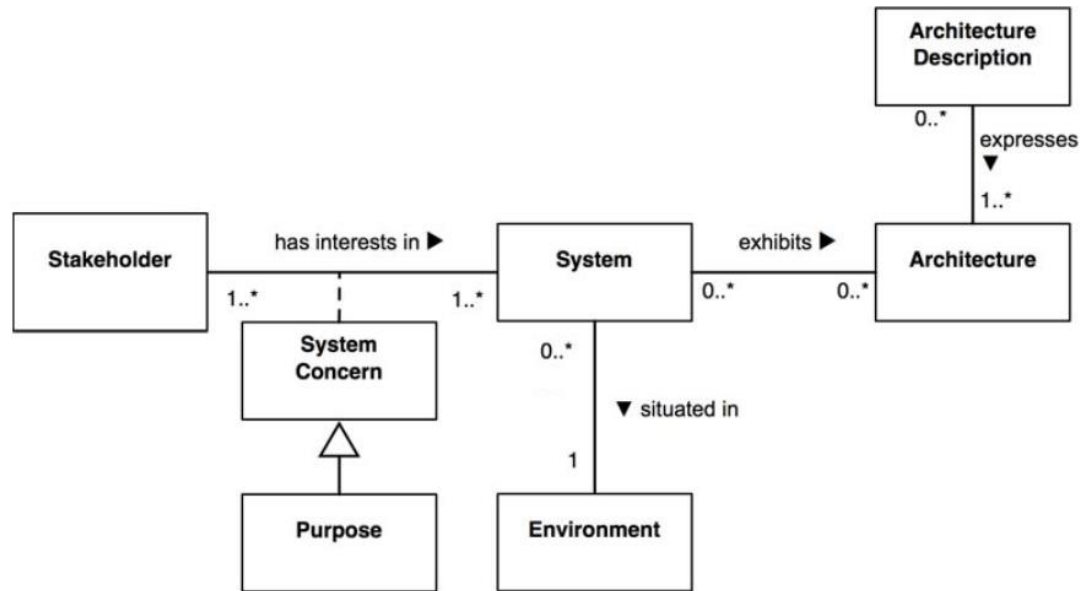 Architecture
Description
0..*
expresses
▼
1..*
Stakeholder
has interests in ►
System
exhibits ►
Architecture
1..*
1..*
0..*
0..*
System
Concern
0..*
▼ situated in
1
Purpose
Environment